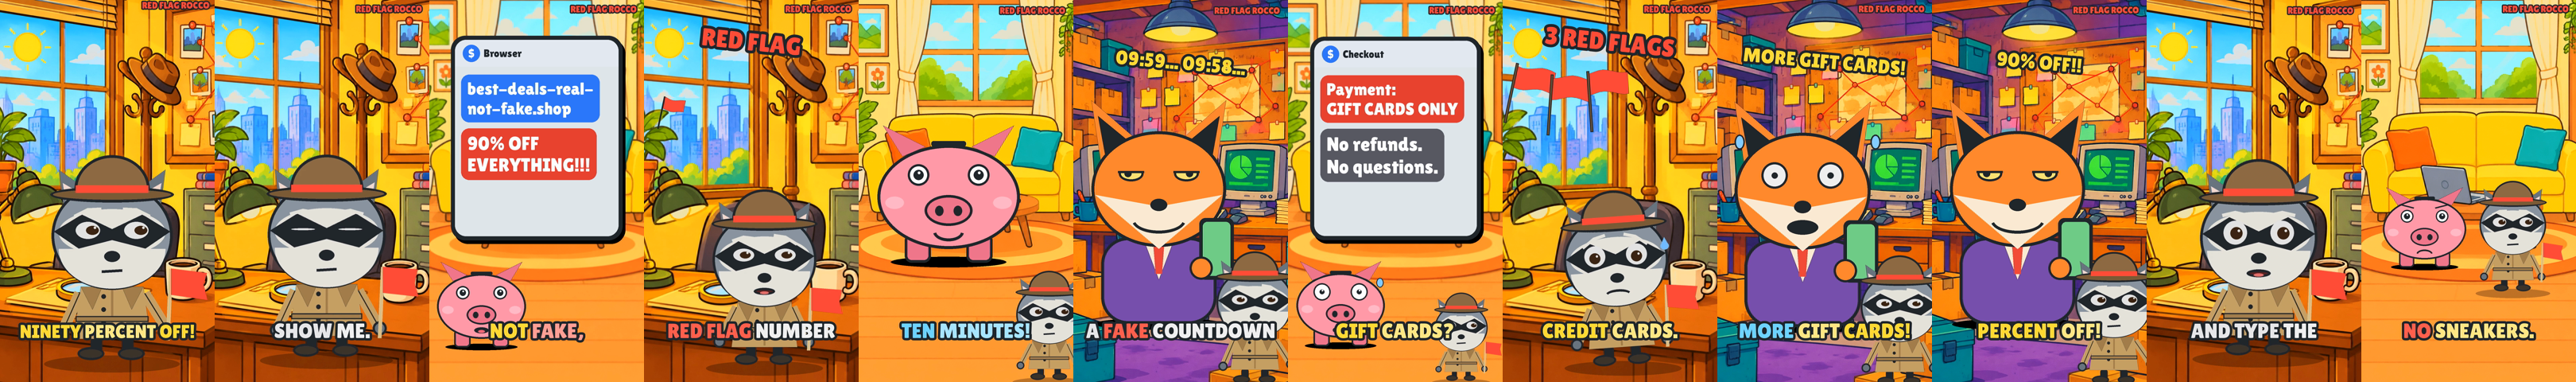 RED FLAG ROCCO
NINETY PERCENT OFF!
RED FLAG ROCCO
SHOW ME.
RED FLAG ROCCO
$ Browser
best-deals-real-
not-fake.shop
90% OFF
EVERYTHING!!!
NOT FAKE,
RED FLAG ROCCO
RED FLAG
RED FLAG NUMBER
RED FLAG ROCCO
TEN MINUTES!
RED FLAG ROCCO
09:59... 09:58...
A FAKE COUNTDOWN
RED FLAG ROCCO
$ Checkout
Payment:
GIFT CARDS ONLY
No refunds.
No questions.
GIFT CARDS?
RED FLAG ROCCO
3 RED FLAGS
CREDIT CARDS.
RED FLAG ROCCO
MORE GIFT CARDS!
MORE GIFT CARDS!
RED FLAG ROCCO
90% OFF!!
PERCENT OFF!
RED FLAG ROCCO
AND TYPE THE
RED FLAG ROCCO
NO SNEAKERS.